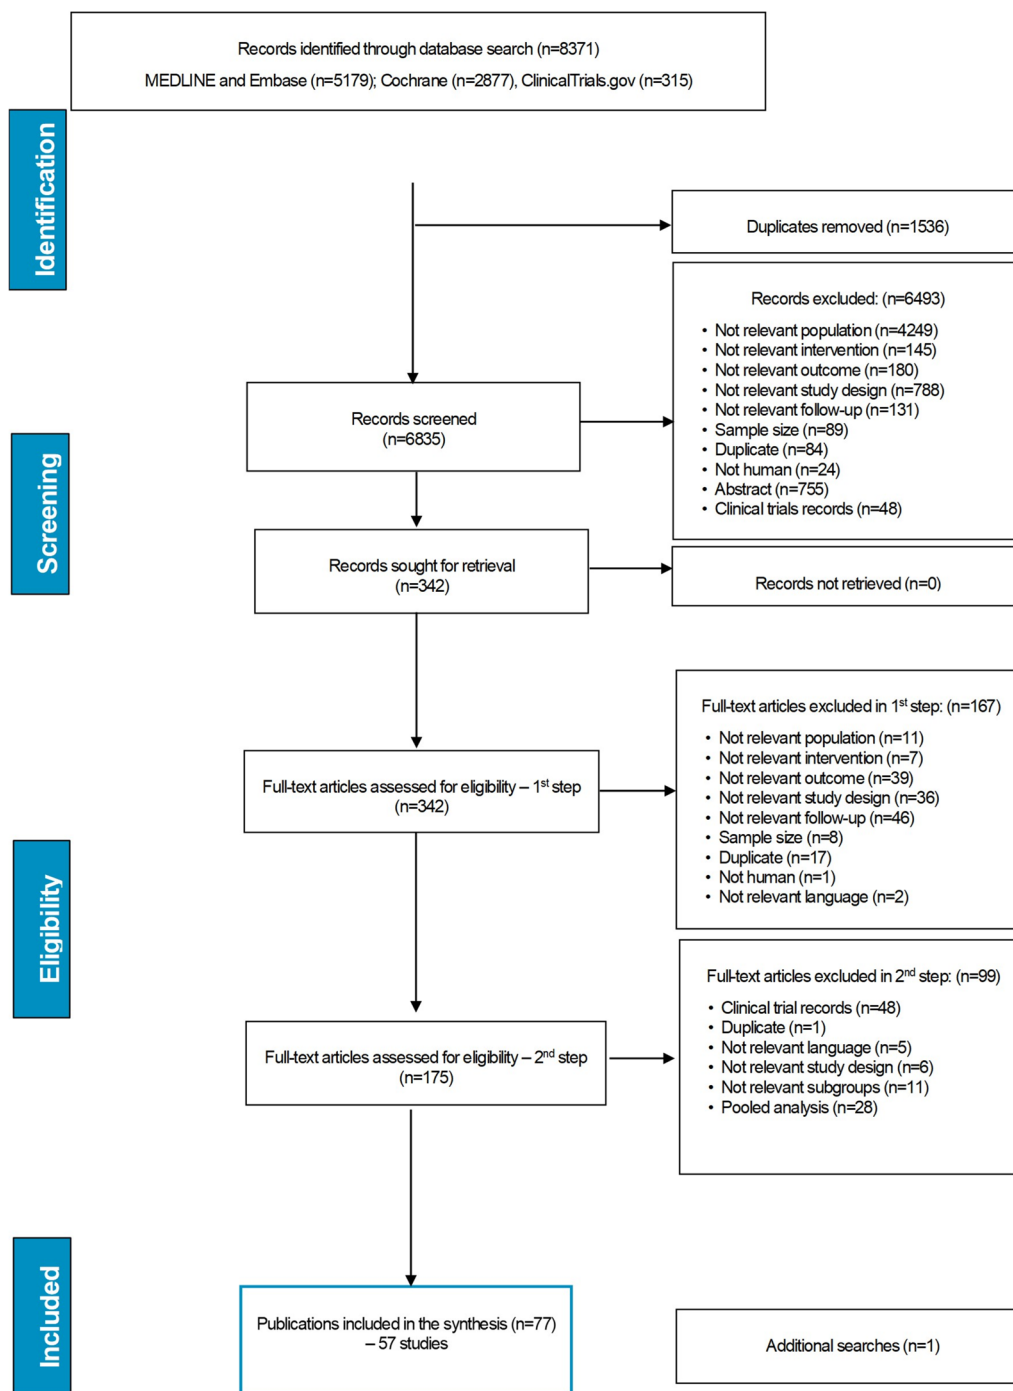 Records identified through database search (n=8371)
MEDLINE and Embase (n=5179); Cochrane (n=2877), ClinicalTrials.gov (n=315)
Identification
Duplicates removed (n=1536)
Records excluded: (n=6493)
• Not relevant population (n=4249)
• Not relevant intervention (n=145)
• Not relevant outcome (n=180)
• Not relevant study design (n=788)
• Not relevant follow-up (n=131)
• Sample size (n=89)
• Duplicate (n=84)
• Not human (n=24)
• Abstract (n=755)
• Clinical trials records (n=48)
Records screened
(n=6835)
Screening
Records sought for retrieval
(n=342)
Records not retrieved (n=0)
Full-text articles excluded in 1st step: (n=167)
• Not relevant population (n=11)
• Not relevant intervention (n=7)
• Not relevant outcome (n=39)
• Not relevant study design (n=36)
• Not relevant follow-up (n=46)
• Sample size (n=8)
• Duplicate (n=17)
• Not human (n=1)
• Not relevant language (n=2)
Full-text articles assessed for eligibility – 1st step
(n=342)
Eligibility
Full-text articles excluded in 2nd step: (n=99)
• Clinical trial records (n=48)
• Duplicate (n=1)
• Not relevant language (n=5)
• Not relevant study design (n=6)
• Not relevant subgroups (n=11)
• Pooled analysis (n=28)
Full-text articles assessed for eligibility – 2nd step
(n=175)
Included
Publications included in the synthesis (n=77)
– 57 studies
Additional searches (n=1)